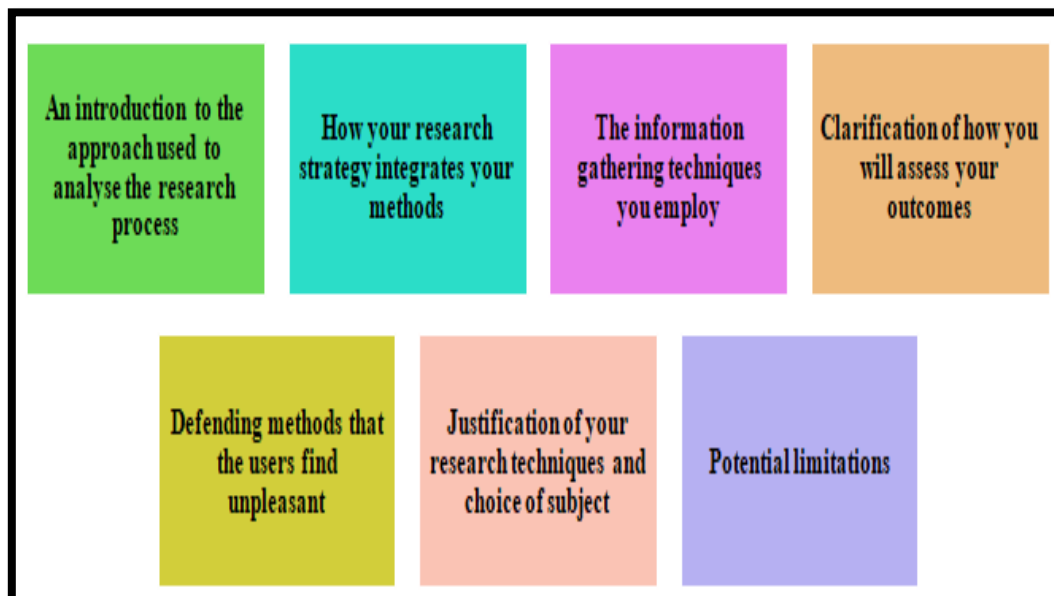 An introduction to the
approach used to
analyse the research
process
How your research
strategy integrates your
methods
The information
gathering techniques
you employ
Clarification of how you
will assess your
outcomes
Defending methods that
the users find
unpleasant
Justification of your
research techniques and
choice of subject
Potential limitations